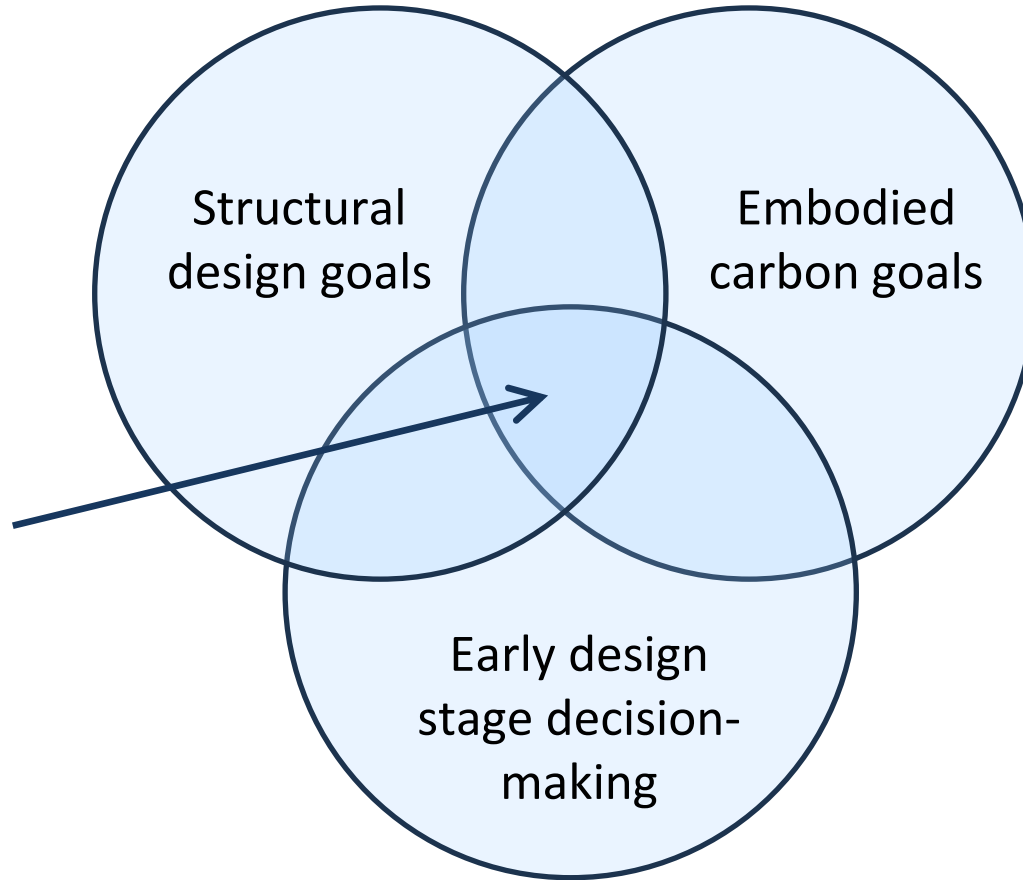 Structural
design goals
Embodied
carbon goals
Early design
stage decision-
making